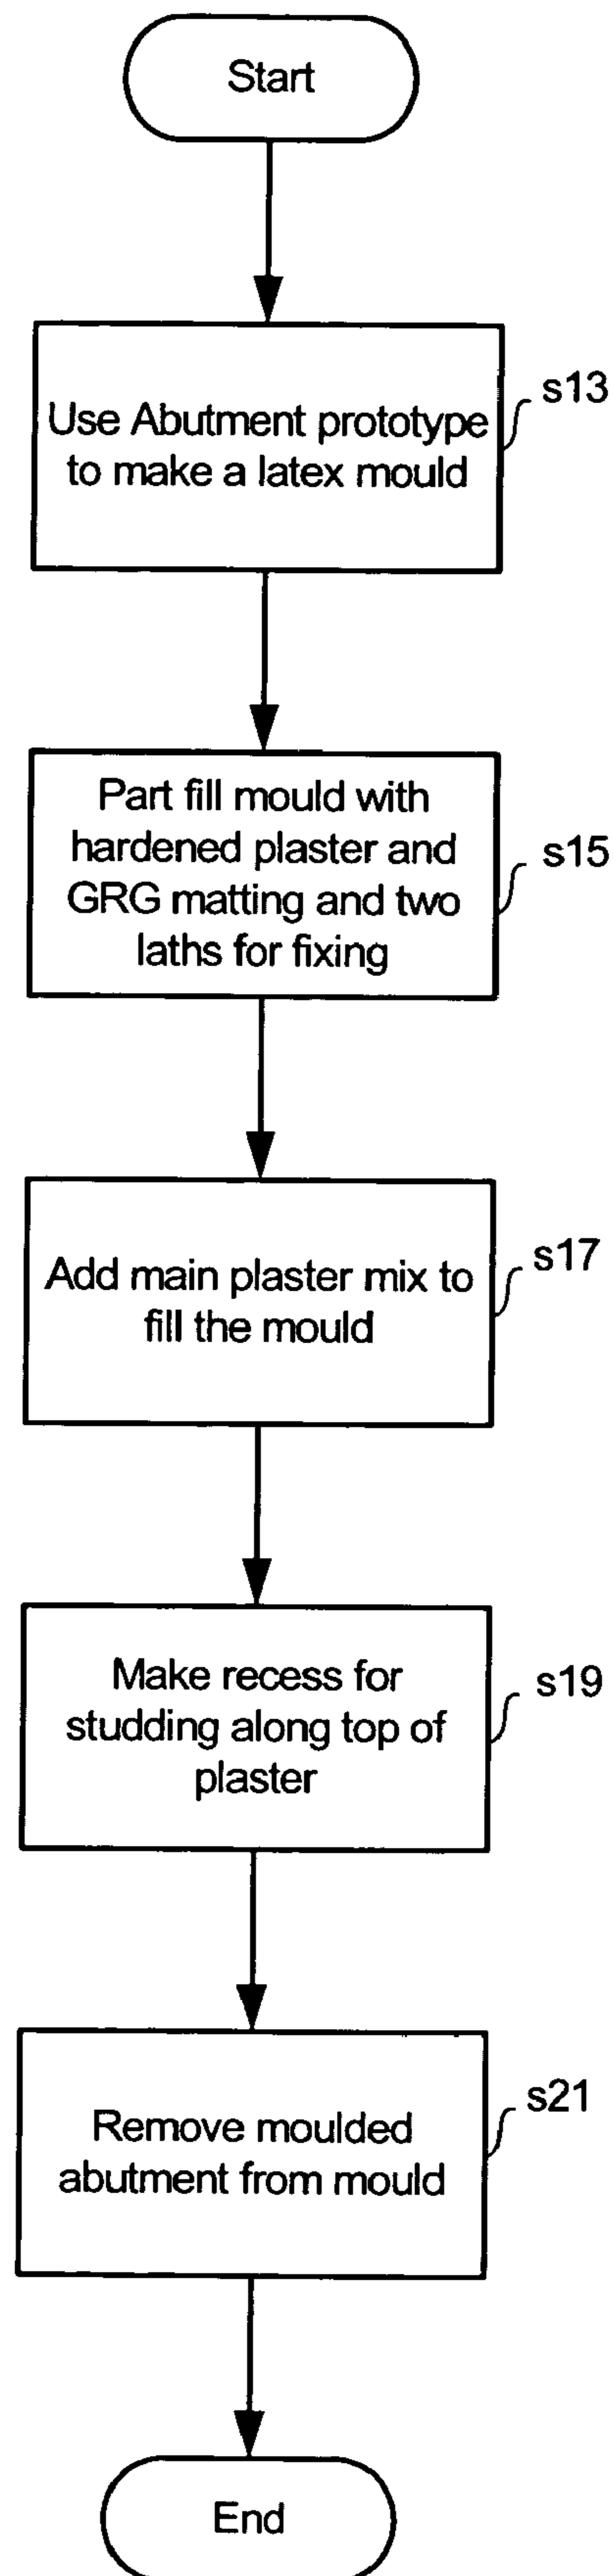 Start
Use Abutment prototype
to make a latex mould
s13
Part fill mould with
hardened plaster and
GRG matting and two
laths for fixing
s15
Add main plaster mix to
fill the mould
s17
Make recess for
studding along top of
plaster
s19
Remove moulded
abutment from mould
s21
End